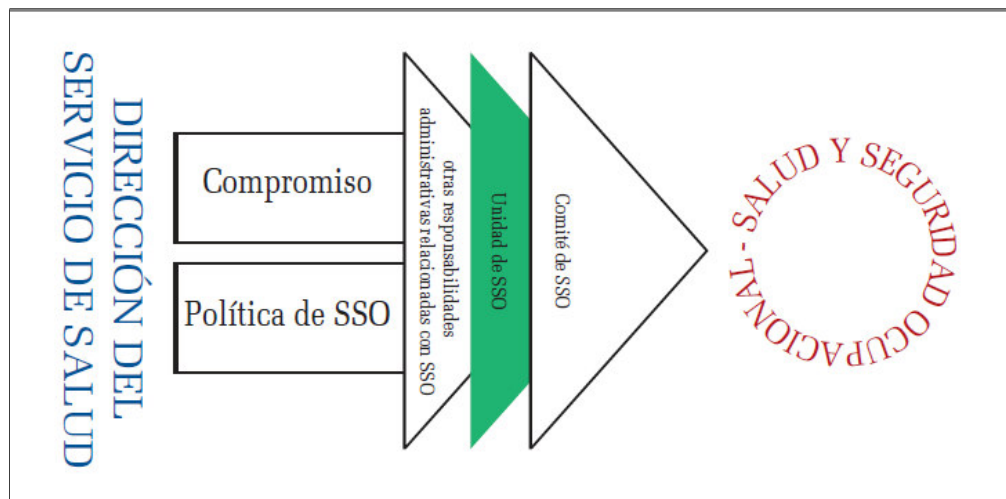 DIRECCIÓN DEL
SERVICIO DE SALUD
Compromiso
Política de SSO
otras responsabilidades
administrativas relacionadas con SSO
Unidad de SSO
Comité de SSO
SALUD Y SEGURIDAD OCUPACIONAL -